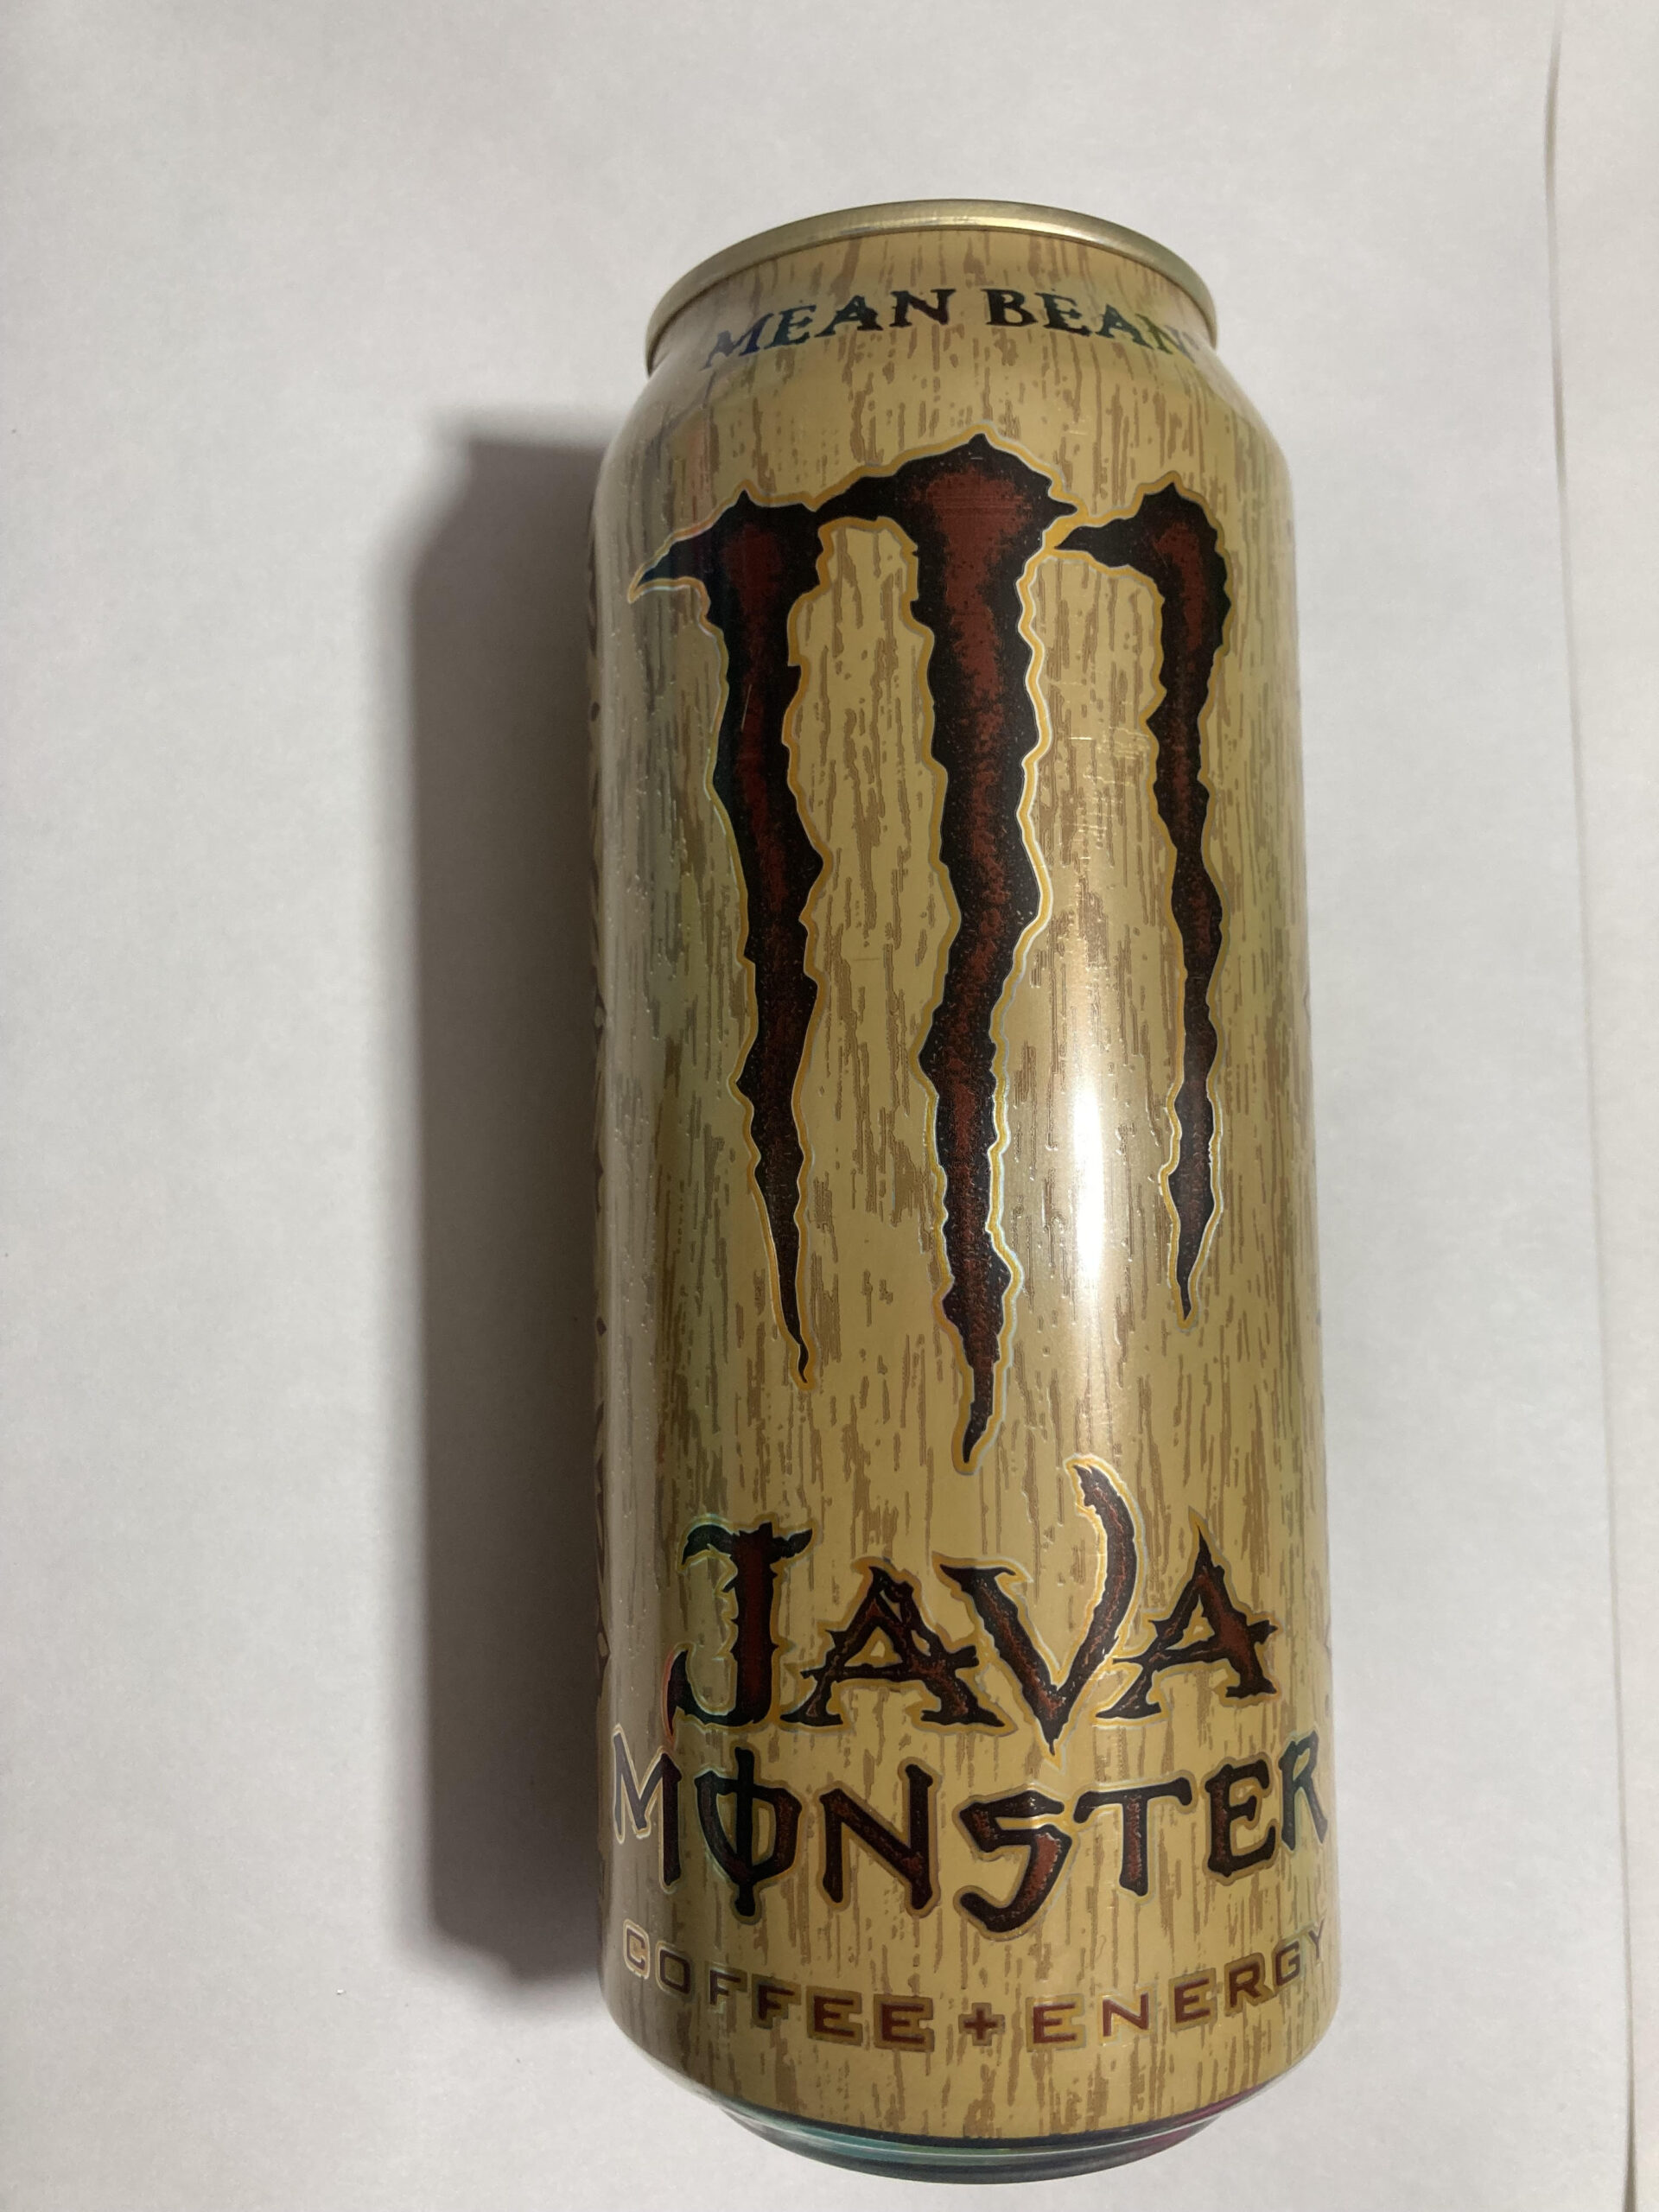 MEAN BEAN
JAVA
MONSTER
COFFEE + ENERGY